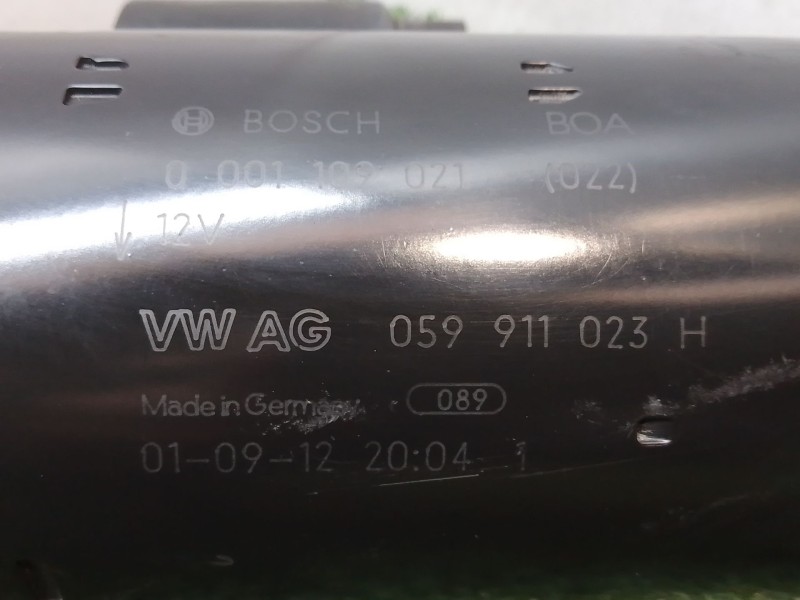 BOSCH BOA
0 001 109 021 (022)
12V
VW AG 059 911 023 H
Made in Germany 089
01-09-12 20:04 1